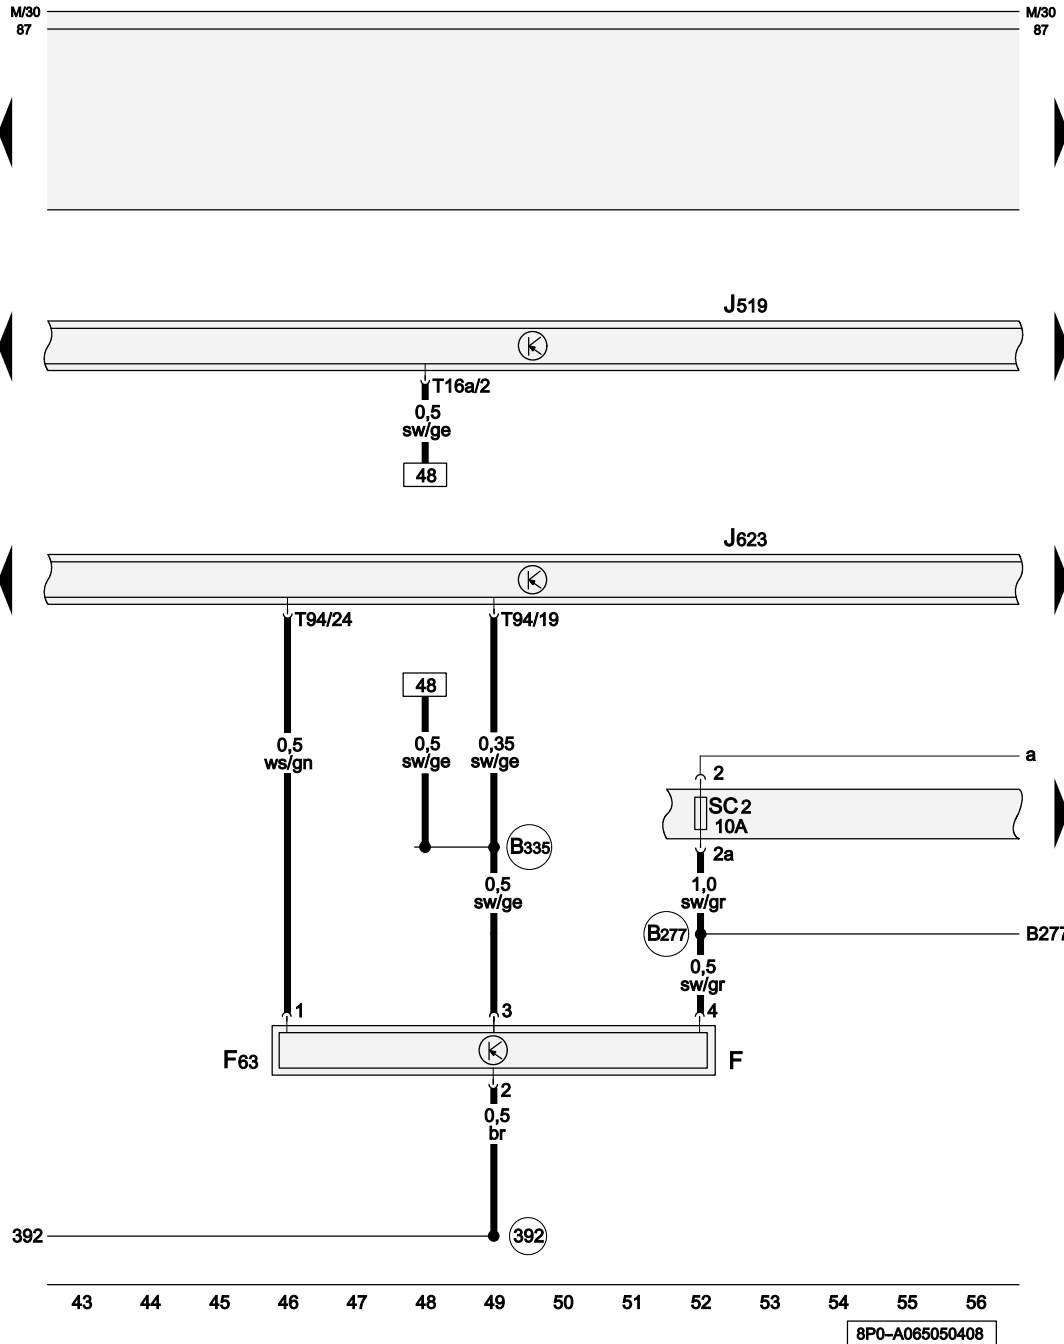 M/30 M/30
87 87
J519
T16a/2
0,5
sw/ge
48
J623
T94/24 T94/19
48
0,5 0,5 0,35
ws/gn sw/ge sw/ge
a
2
SC2
10A
B335
2a
0,5 1,0
sw/ge sw/gr
B277 B277
0,5
sw/gr
1 3 4
F63 F
2
0,5
br
392 392
43 44 45 46 47 48 49 50 51 52 53 54 55 56
8P0-A065050408